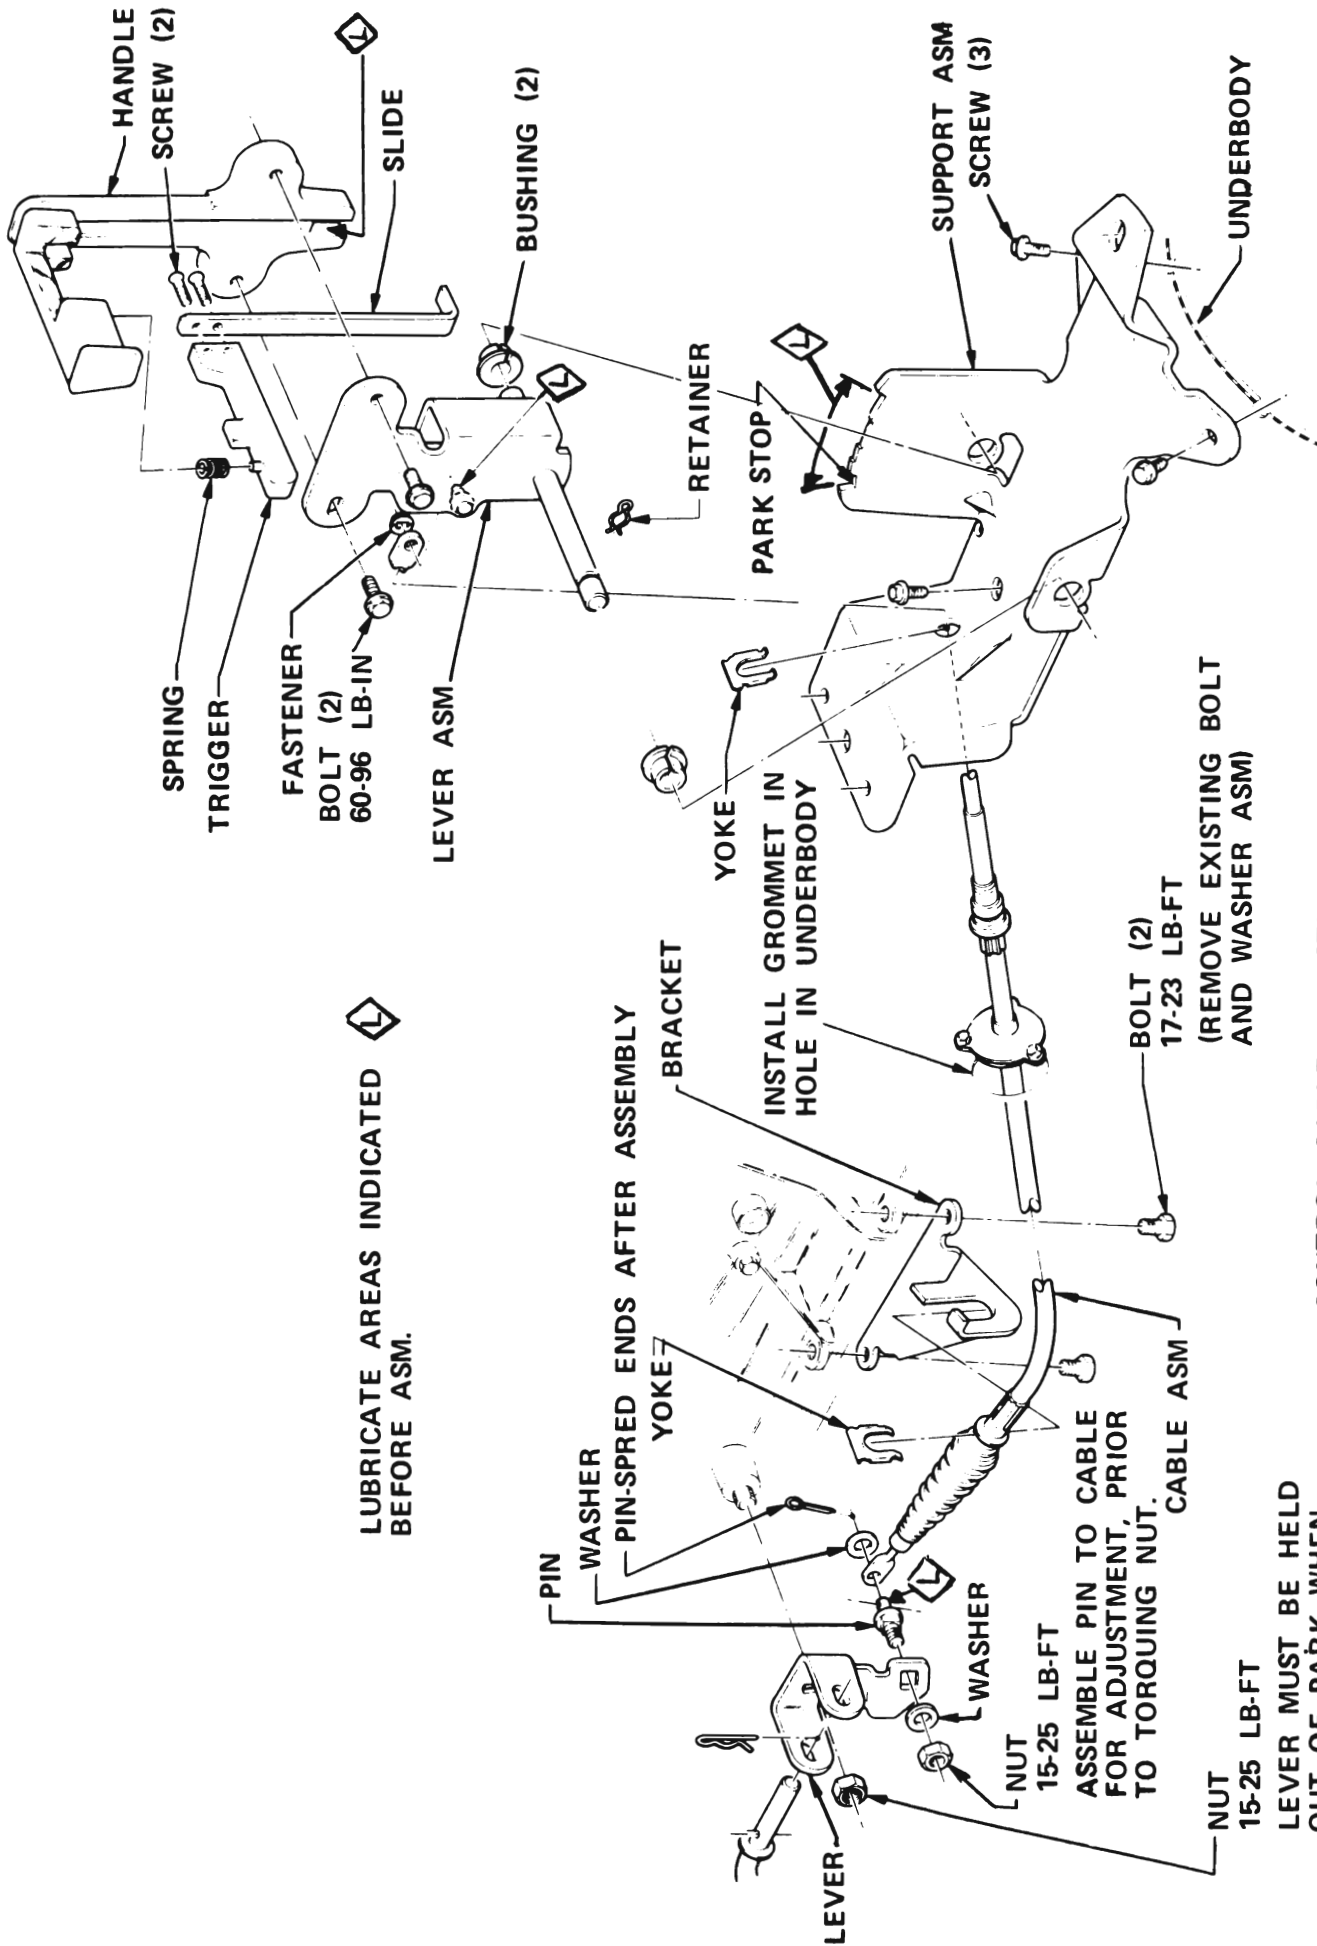 HANDLE
SCREW (2)
L
SLIDE
BUSHING (2)
L
SPRING
TRIGGER
FASTENER
BOLT (2)
60-96 LB-IN
LEVER ASM
RETAINER
PARK STOP
L
SUPPORT ASM
SCREW (3)
UNDERBODY
YOKE
INSTALL GROMMET IN
HOLE IN UNDERBODY
LUBRICATE AREAS INDICATED L
BEFORE ASM.
PIN
WASHER
PIN-SPRED ENDS AFTER ASSEMBLY
YOKE
BRACKET
BOLT (2)
17-23 LB-FT
(REMOVE EXISTING BOLT
AND WASHER ASM)
CABLE ASM
L
WASHER
NUT
15-25 LB-FT
ASSEMBLE PIN TO CABLE
FOR ADJUSTMENT, PRIOR
TO TORQUING NUT.
LEVER
NUT
15-25 LB-FT
LEVER MUST BE HELD
OUT OF PARK WHEN